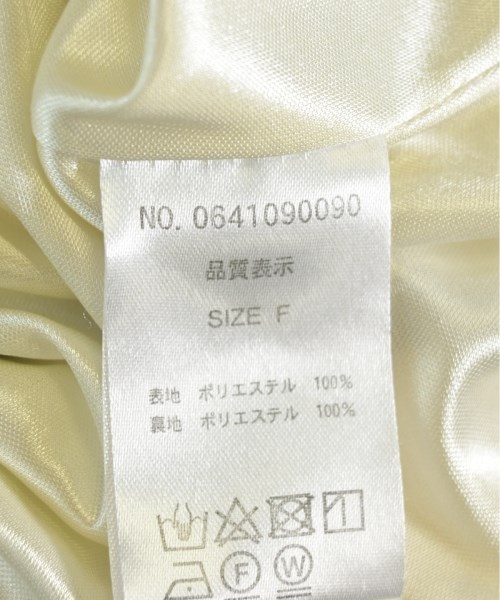 NO. 0641090090
品質表示
SIZE F
表地 ポリエステル 100%
裏地 ポリエステル 100%
F W